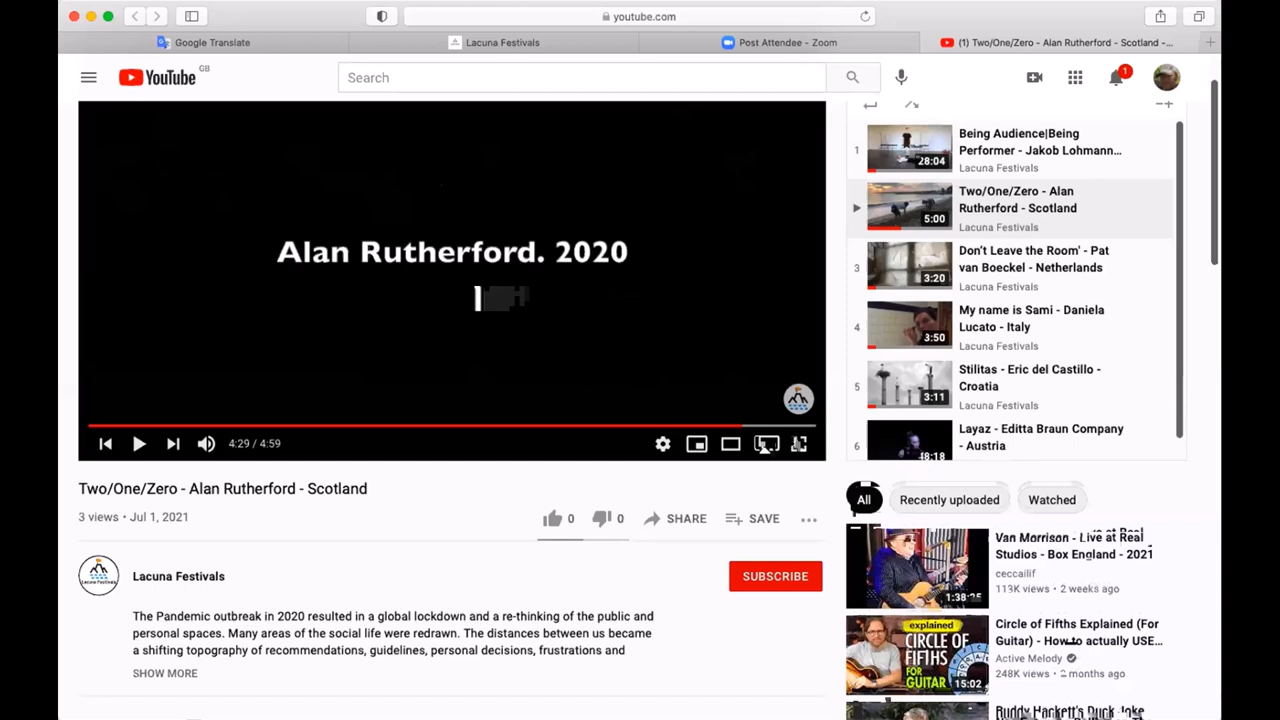 youtube.com
Google Translate
Lacuna Festivals
Post Attendee - Zoom
(1) Two/One/Zero - Alan Rutherford - Scotland -...
YouTube GB
Search
1
Alan Rutherford. 2020
4:29 / 4:59
1
28:04
Being Audience|Being
Performer - Jakob Lohmann...
Lacuna Festivals
5:00
Two/One/Zero - Alan
Rutherford - Scotland
Lacuna Festivals
3
3:20
Don't Leave the Room' - Pat
van Boeckel - Netherlands
Lacuna Festivals
4
3:50
My name is Sami - Daniela
Lucato - Italy
Lacuna Festivals
5
3:11
Stilitas - Eric del Castillo -
Croatia
Lacuna Festivals
6
Layaz - Editta Braun Company
- Austria
Two/One/Zero - Alan Rutherford - Scotland
3 views • Jul 1, 2021
0
0
SHARE
SAVE
Lacuna Festivals
SUBSCRIBE
The Pandemic outbreak in 2020 resulted in a global lockdown and a re-thinking of the public and
personal spaces. Many areas of the social life were redrawn. The distances between us became
a shifting topography of recommendations, guidelines, personal decisions, frustrations and
SHOW MORE
All
Recently uploaded
Watched
1:38:25
Van Morrison - Live at Real
Studios - Box England - 2021
ceccailif
113K views • 2 weeks ago
explained
CIRCLE OF
FIFTHS
FOR
GUITAR
15:02
Circle of Fifths Explained (For
Guitar) - How to actually USE...
Active Melody
248K views • 2 months ago
Buddy Hackett's Duck Joke